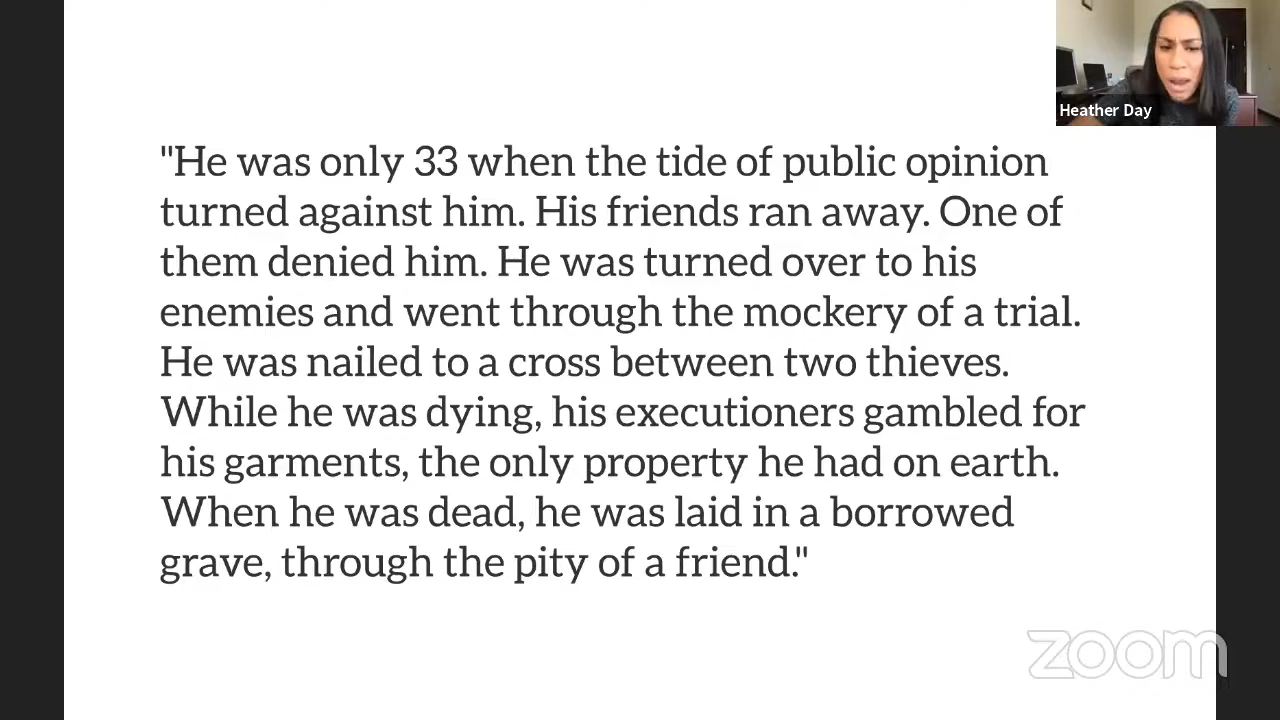 Heather Day
"He was only 33 when the tide of public opinion
turned against him. His friends ran away. One of
them denied him. He was turned over to his
enemies and went through the mockery of a trial.
He was nailed to a cross between two thieves.
While he was dying, his executioners gambled for
his garments, the only property he had on earth.
When he was dead, he was laid in a borrowed
grave, through the pity of a friend."
zoom